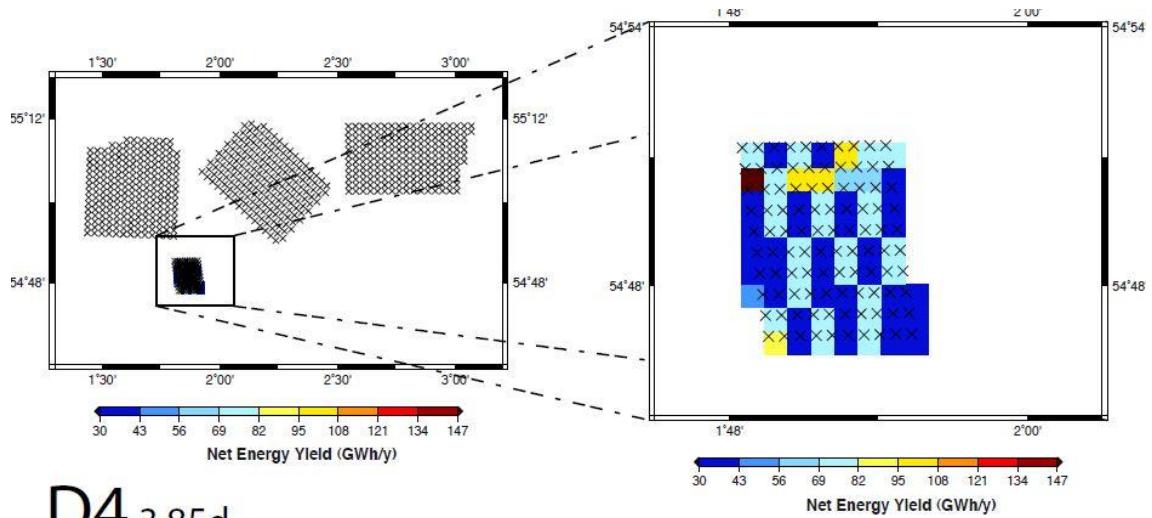 1°48' 2°00'
54°54' 54°54'
1°30' 2°00' 2°30' 3°00'
55°12' 55°12'
54°48' 54°48' 54°48' 54°48'
1°30' 2°00' 2°30' 3°00'
30 43 56 69 82 95 108 121 134 147
Net Energy Yield (GWh/y)
1°48' 2°00'
30 43 56 69 82 95 108 121 134 147
Net Energy Yield (GWh/y)
D4 3.85d